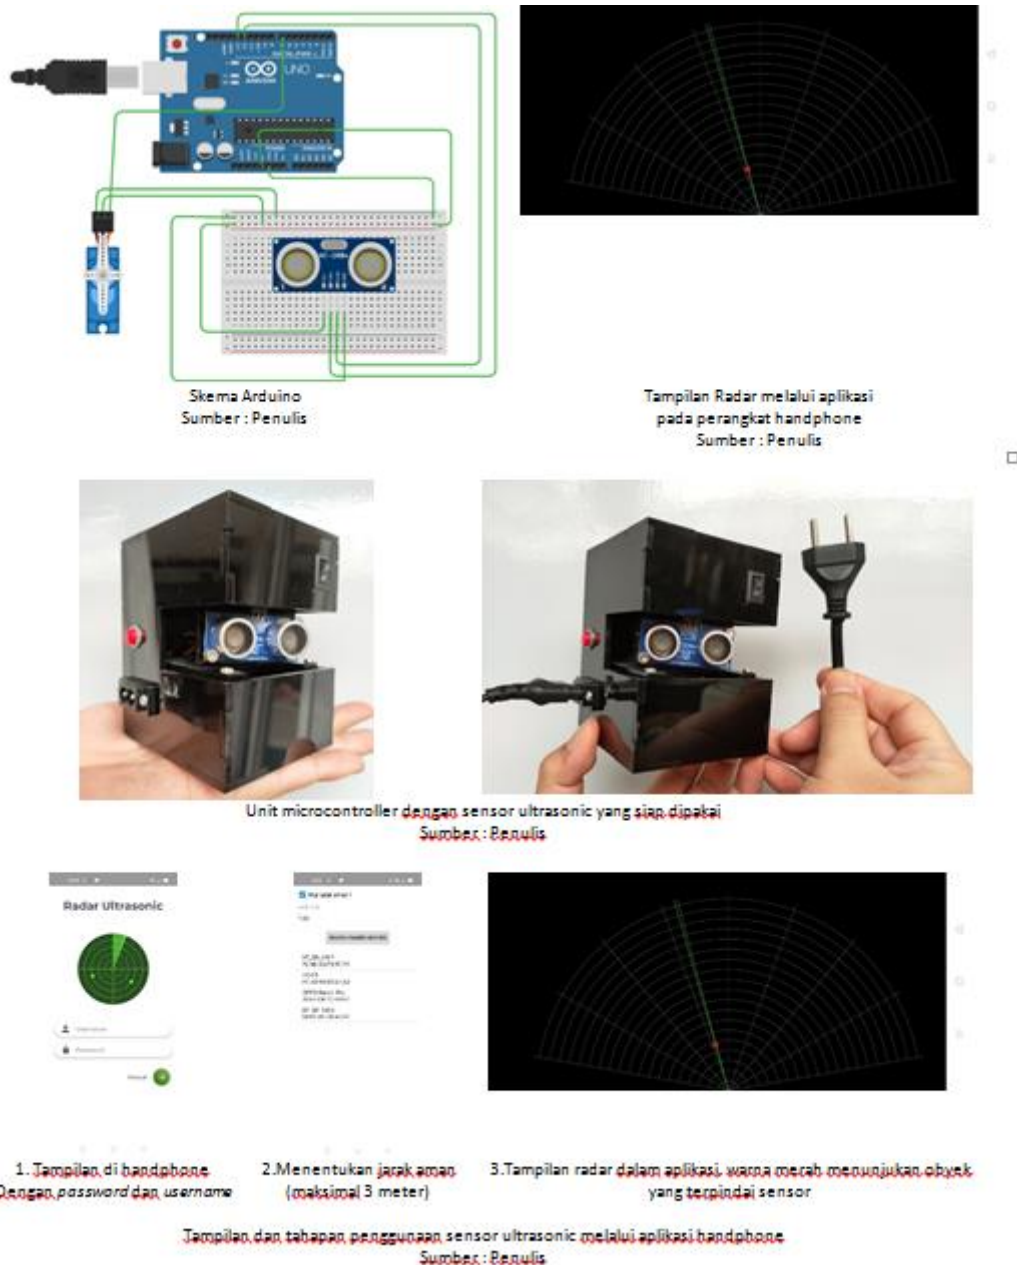 UNO
Skema Arduino
Sumber : Penulis
Tampilan Radar melalui aplikasi
pada perangkat handphone
Sumber : Penulis
Unit microcontroller dengan sensor ultrasonic yang siap dipakai
Sumber : Penulis
Radar Ultrasonic
Username
Password
1. Tampilan di handphone
Dengan password dan username
2.Menentukan jarak aman
(maksimal 3 meter)
3.Tampilan radar dalam aplikasi, warna merah menunjukan obyek
yang terpindai sensor
Tampilan dan tahapan penggunaan sensor ultrasonic melalui aplikasi handphone
Sumber : Penulis